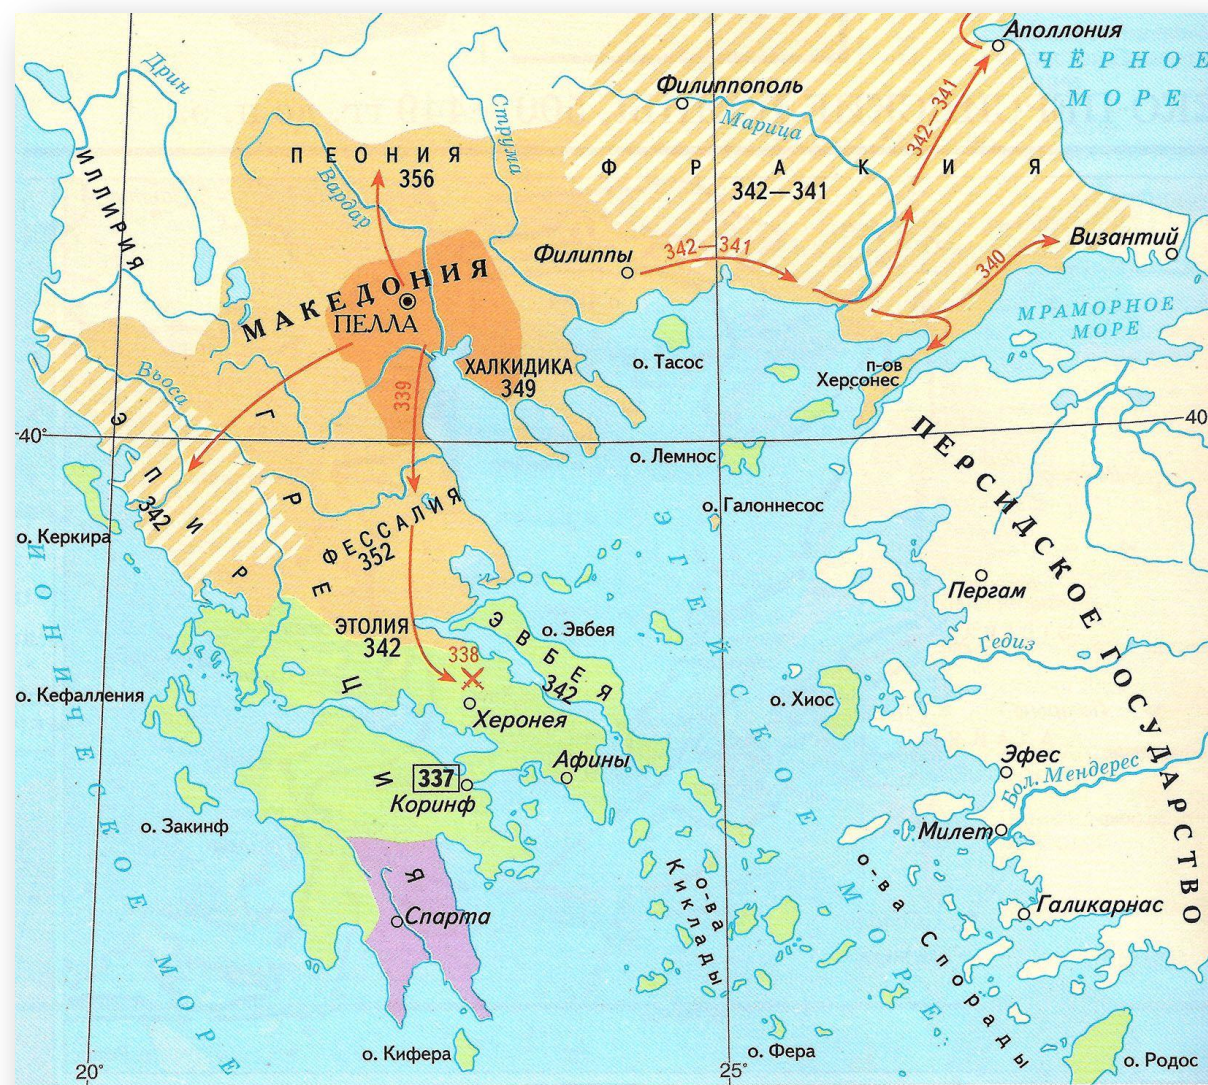 Аполлония
ЧЁРНОЕ
МОРЕ
Дрин
Филиппополь
Марица
Струма
342—341
ИЛЛИРИЯ
ПЕОНИЯ
356
Вардар
ФРАКИЯ
342—341
Филиппы
342—341
340
Византий
МАКЕДОНИЯ
ПЕЛЛА
МРАМОРНОЕ
МОРЕ
о. Тасос
ХАЛКИДИКА
349
п-ов
Херсонес
Вьоса
339
40°
40
ЭПИР
342
ГРЕЦИЯ
о. Лемнос
о. Галоннесос
ПЕРСИДСКОЕ ГОСУДАРСТВО
о. Керкира
ФЕССАЛИЯ
352
ЭГЕЙСКОЕ МОРЕ
Пергам
ИОНИЧЕСКОЕ МОРЕ
ЭТОЛИЯ
342
338
ЭВБЕЯ
342
о. Эвбея
Гедиз
о. Кефалления
Херонея
о. Хиос
337
Коринф
Афины
Эфес
Бол. Мендерес
о. Закинф
Милет
о-ва
Киклады
о-ва Спорады
Спарта
Галикарнас
о. Кифера
о. Фера
о. Родос
20°
25°